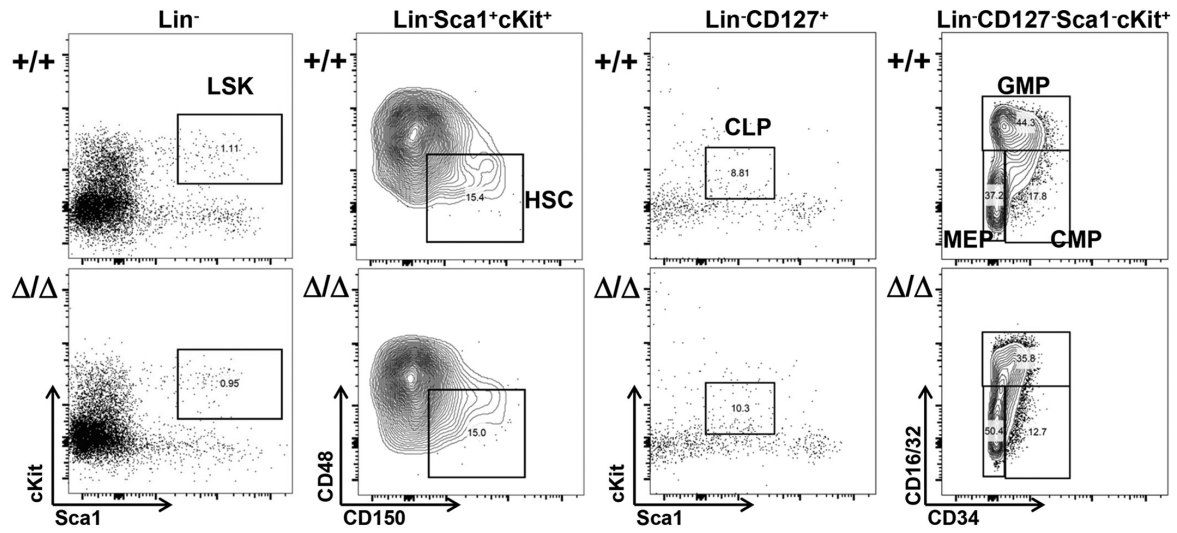 Lin-
Lin-Sca1+cKit+
Lin-CD127+
Lin-CD127-Sca1-cKit+
+/+
LSK
1.11
+/+
15.4
HSC
+/+
CLP
8.81
+/+
GMP
44.3
37.2
17.8
MEP
CMP
Δ/Δ
0.95
cKit
Sca1
Δ/Δ
15.0
CD48
CD150
Δ/Δ
10.3
cKit
Sca1
Δ/Δ
35.8
50.4
12.7
CD16/32
CD34